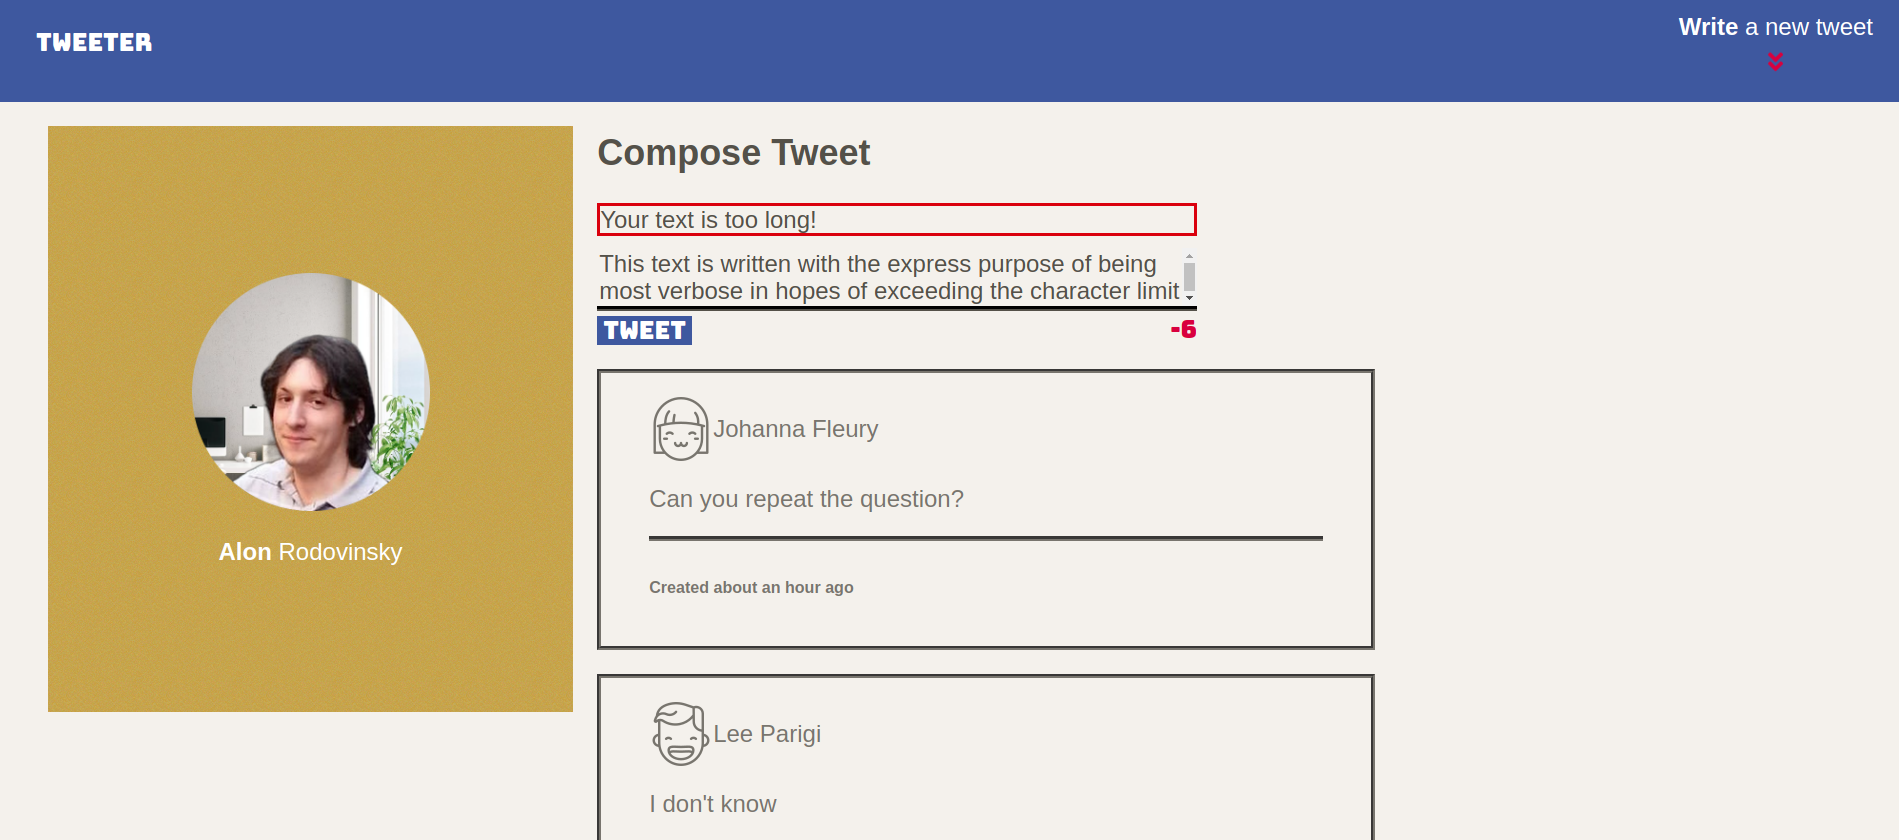 TWEETER
Write a new tweet
Alon Rodovinsky
Compose Tweet
Your text is too long!
This text is written with the express purpose of being
most verbose in hopes of exceeding the character limit
TWEET
-6
Johanna Fleury
Can you repeat the question?
Created about an hour ago
Lee Parigi
I don't know